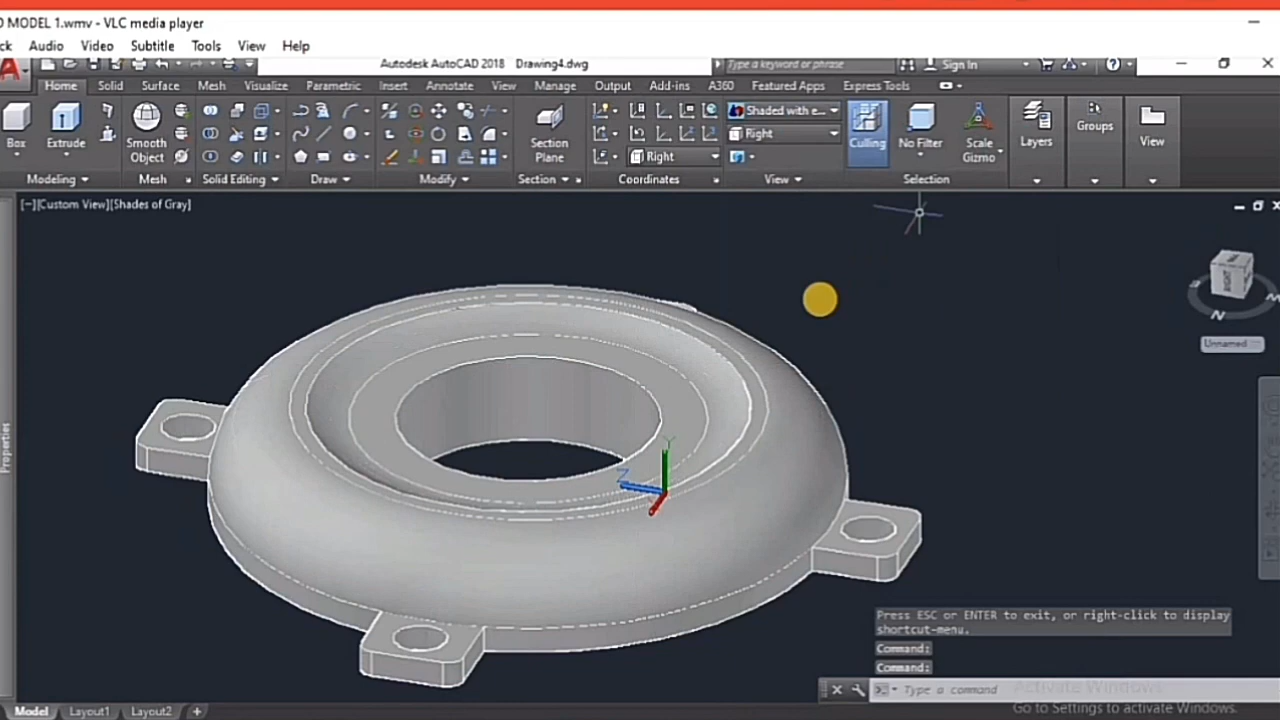 D MODEL 1.wmv - VLC media player
ck Audio Video Subtitle Tools View Help
Autodesk AutoCAD 2018 Drawing4.dwg Type a keyword or phrase Sign In
Home Solid Surface Mesh Visualize Parametric Insert Annotate View Manage Output Add-ins A360 Featured Apps Express Tools
Box Extrude Smooth Object Section Plane Shaded with e... Right Right Culling No Filter Scale Gizmo Layers Groups View
Modeling Mesh Solid Editing Draw Modify Section Coordinates View Selection
[−][Custom View][Shades of Gray]
RIGHT
N
Unnamed
Y
Z
Properties
Press ESC or ENTER to exit, or right-click to display
shortcut-menu.
Command:
Command:
Type a command
Activate Windows
Go to Settings to activate Windows.
Model Layout1 Layout2 +